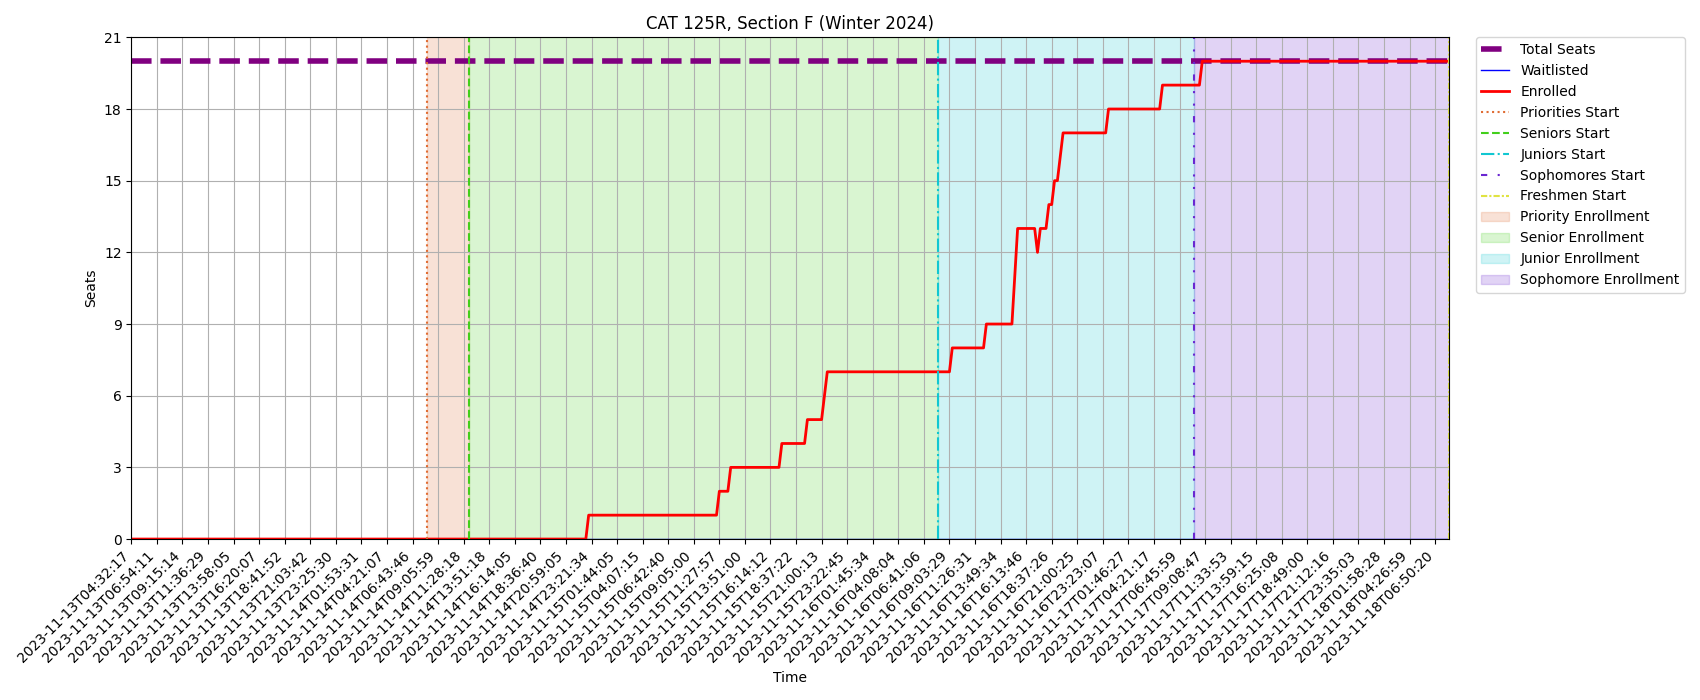 CAT 125R, Section F (Winter 2024)
21
18
15
12
9
6
3
0
Seats
2023-11-13T04:32:17
2023-11-13T06:54:11
2023-11-13T09:15:14
2023-11-13T11:36:29
2023-11-13T13:58:05
2023-11-13T16:20:07
2023-11-13T18:41:52
2023-11-13T21:03:42
2023-11-13T23:25:30
2023-11-14T01:53:31
2023-11-14T04:21:07
2023-11-14T06:43:46
2023-11-14T09:05:59
2023-11-14T11:28:18
2023-11-14T13:51:18
2023-11-14T16:14:05
2023-11-14T18:36:40
2023-11-14T20:59:05
2023-11-14T23:21:34
2023-11-15T01:44:05
2023-11-15T04:07:15
2023-11-15T06:42:40
2023-11-15T09:05:00
2023-11-15T11:27:57
2023-11-15T13:51:00
2023-11-15T16:14:12
2023-11-15T18:37:22
2023-11-15T21:00:13
2023-11-15T23:22:45
2023-11-16T01:45:34
2023-11-16T04:08:04
2023-11-16T06:41:06
2023-11-16T09:03:29
2023-11-16T11:26:31
2023-11-16T13:49:34
2023-11-16T16:13:46
2023-11-16T18:37:26
2023-11-16T21:00:25
2023-11-16T23:23:07
2023-11-17T01:46:27
2023-11-17T04:21:17
2023-11-17T06:45:59
2023-11-17T09:08:47
2023-11-17T11:33:53
2023-11-17T13:59:15
2023-11-17T16:25:08
2023-11-17T18:49:00
2023-11-17T21:12:16
2023-11-17T23:35:03
2023-11-18T01:58:28
2023-11-18T04:26:59
2023-11-18T06:50:20
Time
Total Seats
Waitlisted
Enrolled
Priorities Start
Seniors Start
Juniors Start
Sophomores Start
Freshmen Start
Priority Enrollment
Senior Enrollment
Junior Enrollment
Sophomore Enrollment